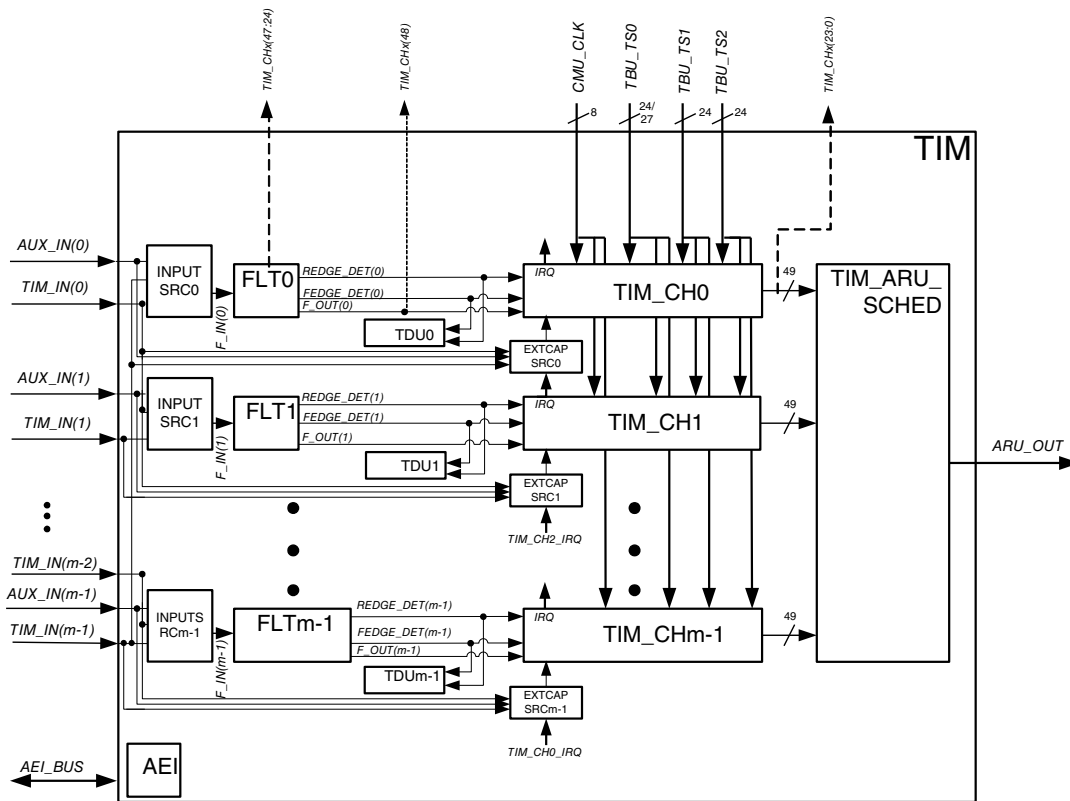 TIM_CHx(47:24)
TIM_CHx(48)
CMU_CLK
TBU_TS0
TBU_TS1
TBU_TS2
TIM_CHx(23:0)
8
24/
27
24
24
TIM
AUX_IN(0)
TIM_IN(0)
INPUT
SRC0
F_IN(0)
FLT0
REDGE_DET(0)
FEDGE_DET(0)
F_OUT(0)
TDU0
IRQ
TIM_CH0
EXTCAP
SRC0
49
TIM_ARU_
SCHED
AUX_IN(1)
TIM_IN(1)
INPUT
SRC1
F_IN(1)
FLT1
REDGE_DET(1)
FEDGE_DET(1)
F_OUT(1)
TDU1
IRQ
TIM_CH1
EXTCAP
SRC1
TIM_CH2_IRQ
49
ARU_OUT
TIM_IN(m-2)
AUX_IN(m-1)
TIM_IN(m-1)
INPUTS
RCm-1
F_IN(m-1)
FLTm-1
REDGE_DET(m-1)
FEDGE_DET(m-1)
F_OUT(m-1)
TDUm-1
IRQ
TIM_CHm-1
EXTCAP
SRCm-1
TIM_CH0_IRQ
49
AEI_BUS
AEI